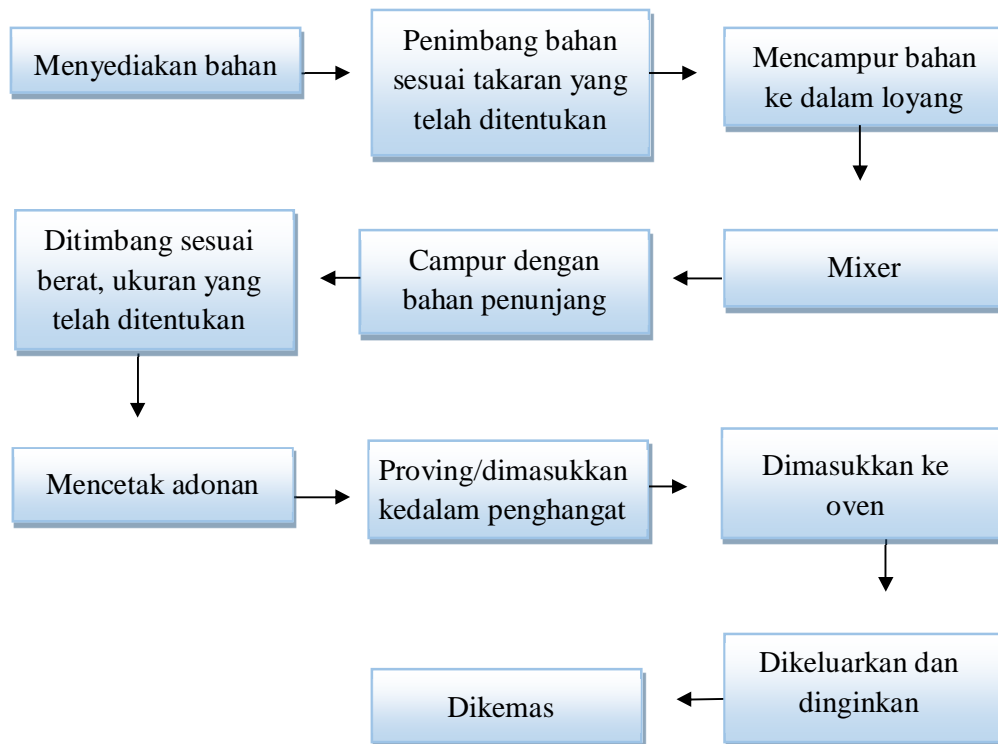 Menyediakan bahan
Penimbang bahan
sesuai takaran yang
telah ditentukan
Mencampur bahan
ke dalam loyang
Mixer
Campur dengan
bahan penunjang
Ditimbang sesuai
berat, ukuran yang
telah ditentukan
Mencetak adonan
Proving/dimasukkan
kedalam penghangat
Dimasukkan ke
oven
Dikeluarkan dan
dinginkan
Dikemas